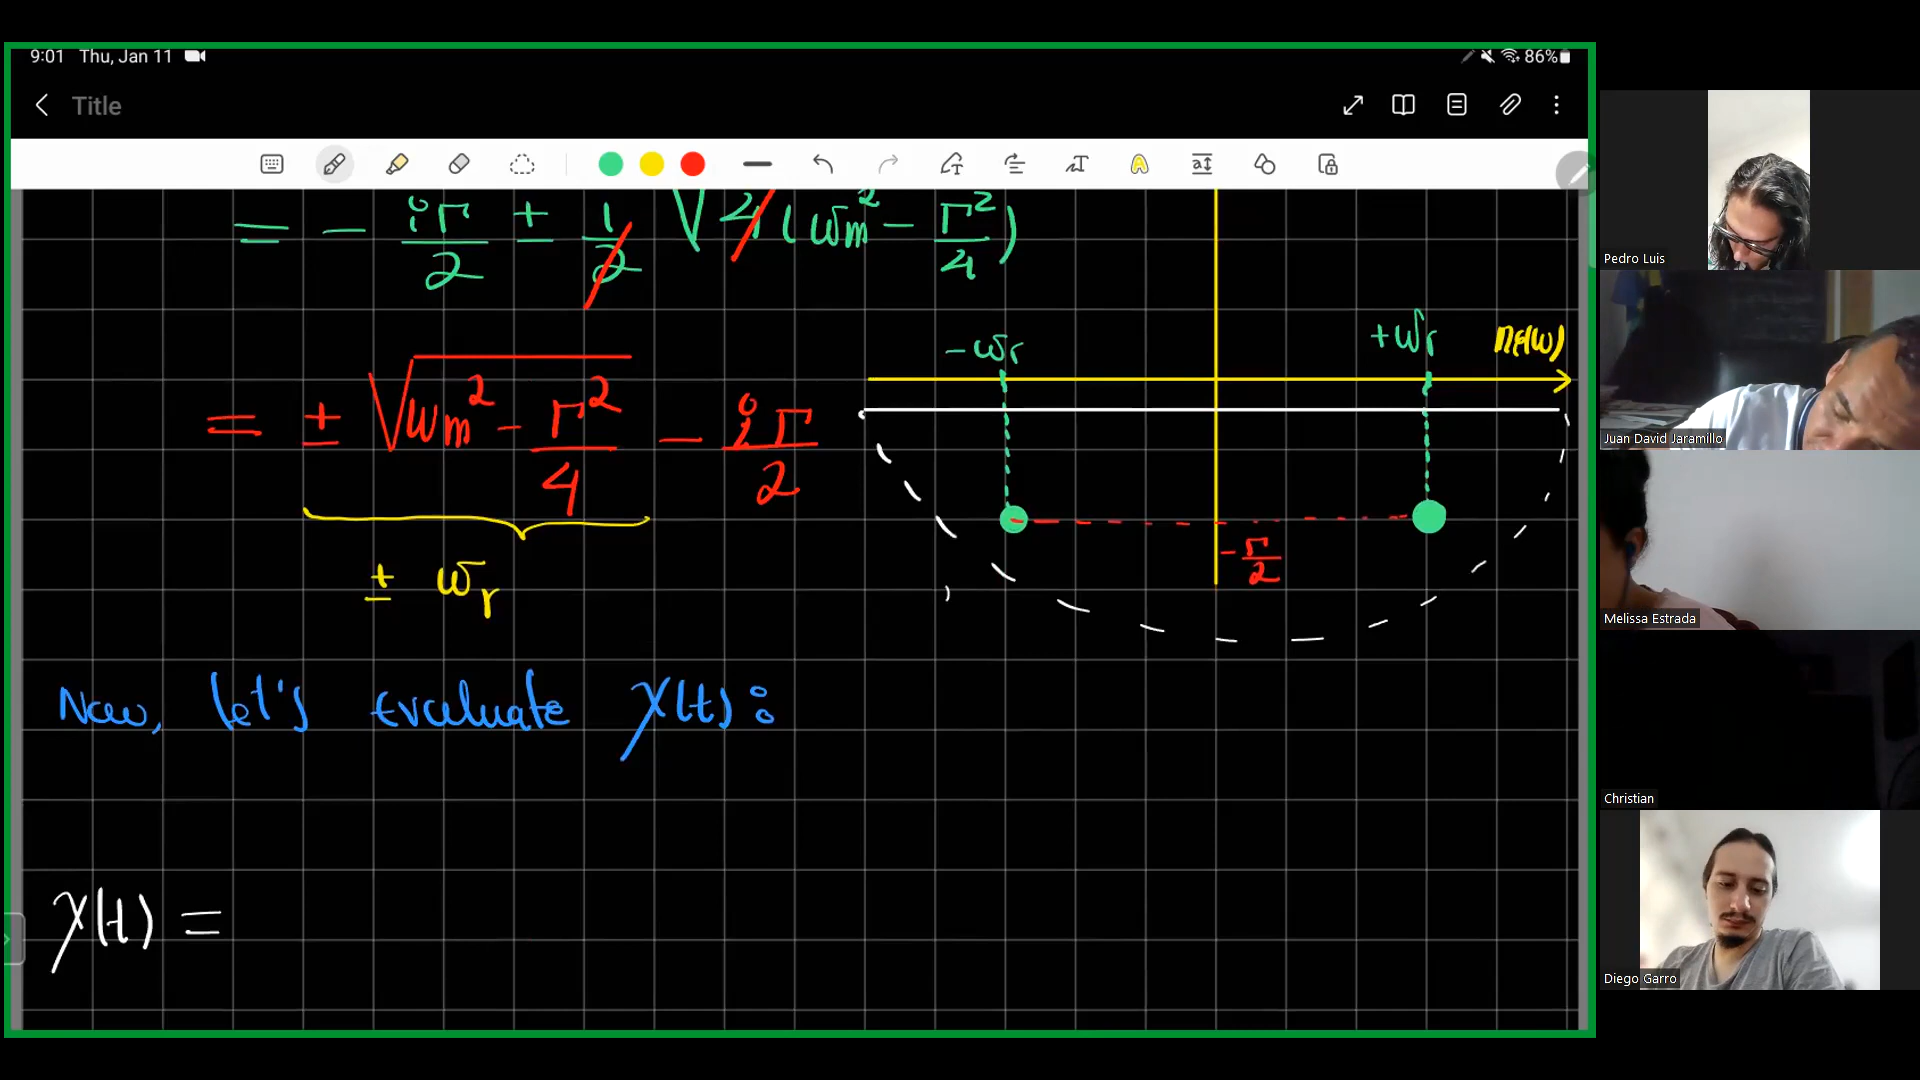 9:01 Thu, Jan 11 86%
Title
= - iΓ/2 ± 1/2 √4(ωm² - Γ²/4)
= ± √ωm² - Γ²/4 - iΓ/2
± ωr
-ωr
+ωr
Re(ω)
-Γ/2
Now, let's evaluate χ(t):
χ(t) =
Pedro Luis
Juan David Jaramillo
Melissa Estrada
Christian
Diego Garro